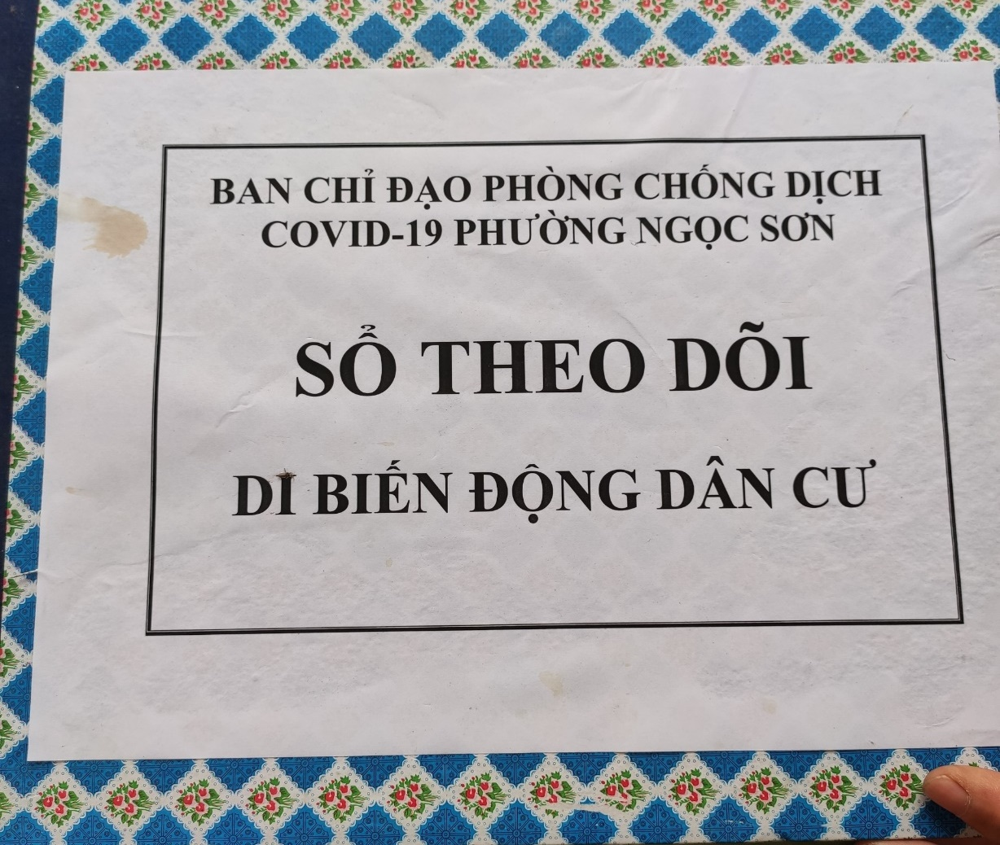 BAN CHỈ ĐẠO PHÒNG CHỐNG DỊCH
COVID-19 PHƯỜNG NGỌC SƠN
SỔ THEO DÕI
DI BIẾN ĐỘNG DÂN CƯ